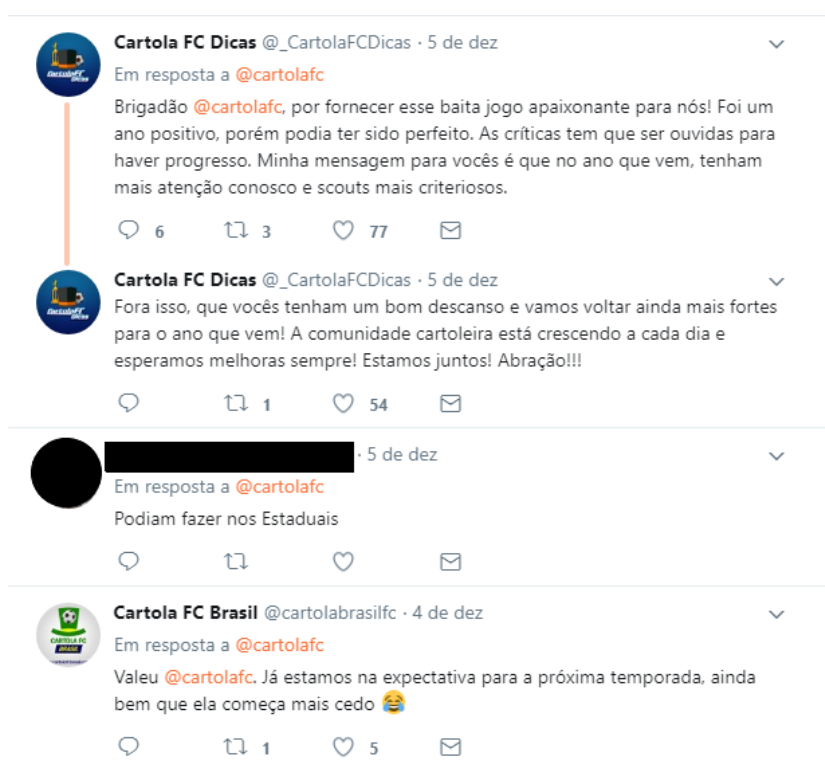 Cartola FC Dicas @_CartolaFCDicas · 5 de dez
Em resposta a @cartolafc
Brigadão @cartolafc, por fornecer esse baita jogo apaixonante para nós! Foi um
ano positivo, porém podia ter sido perfeito. As críticas tem que ser ouvidas para
haver progresso. Minha mensagem para vocês é que no ano que vem, tenham
mais atenção conosco e scouts mais criteriosos.
6 3 77
Cartola FC Dicas @_CartolaFCDicas · 5 de dez
Fora isso, que vocês tenham um bom descanso e vamos voltar ainda mais fortes
para o ano que vem! A comunidade cartoleira está crescendo a cada dia e
esperamos melhoras sempre! Estamos juntos! Abração!!!
1 54
· 5 de dez
Em resposta a @cartolafc
Podiam fazer nos Estaduais
CARTOLA FC
BRASIL
Cartola FC Brasil @cartolabrasilfc · 4 de dez
Em resposta a @cartolafc
Valeu @cartolafc. Já estamos na expectativa para a próxima temporada, ainda
bem que ela começa mais cedo 😂
1 5